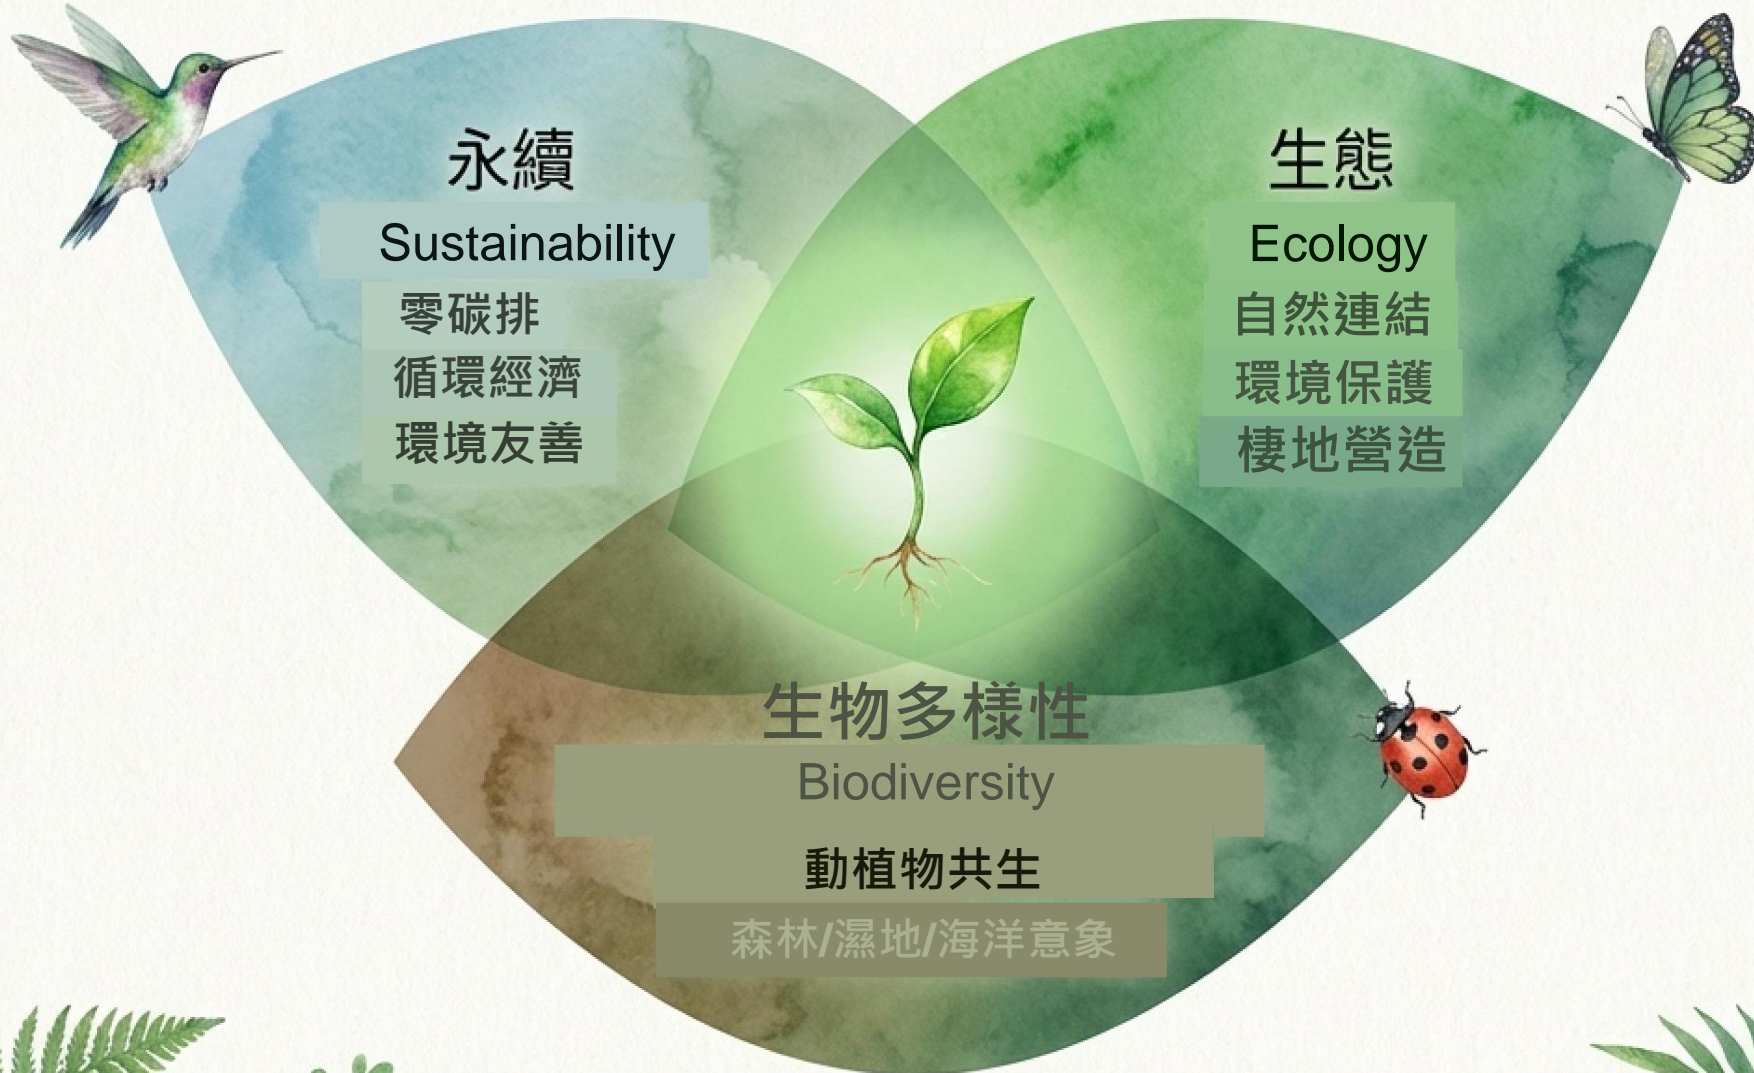 永續
Sustainability
零碳排
循環經濟
環境友善
生態
Ecology
自然連結
環境保護
棲地營造
生物多樣性
Biodiversity
動植物共生
森林/濕地/海洋意象